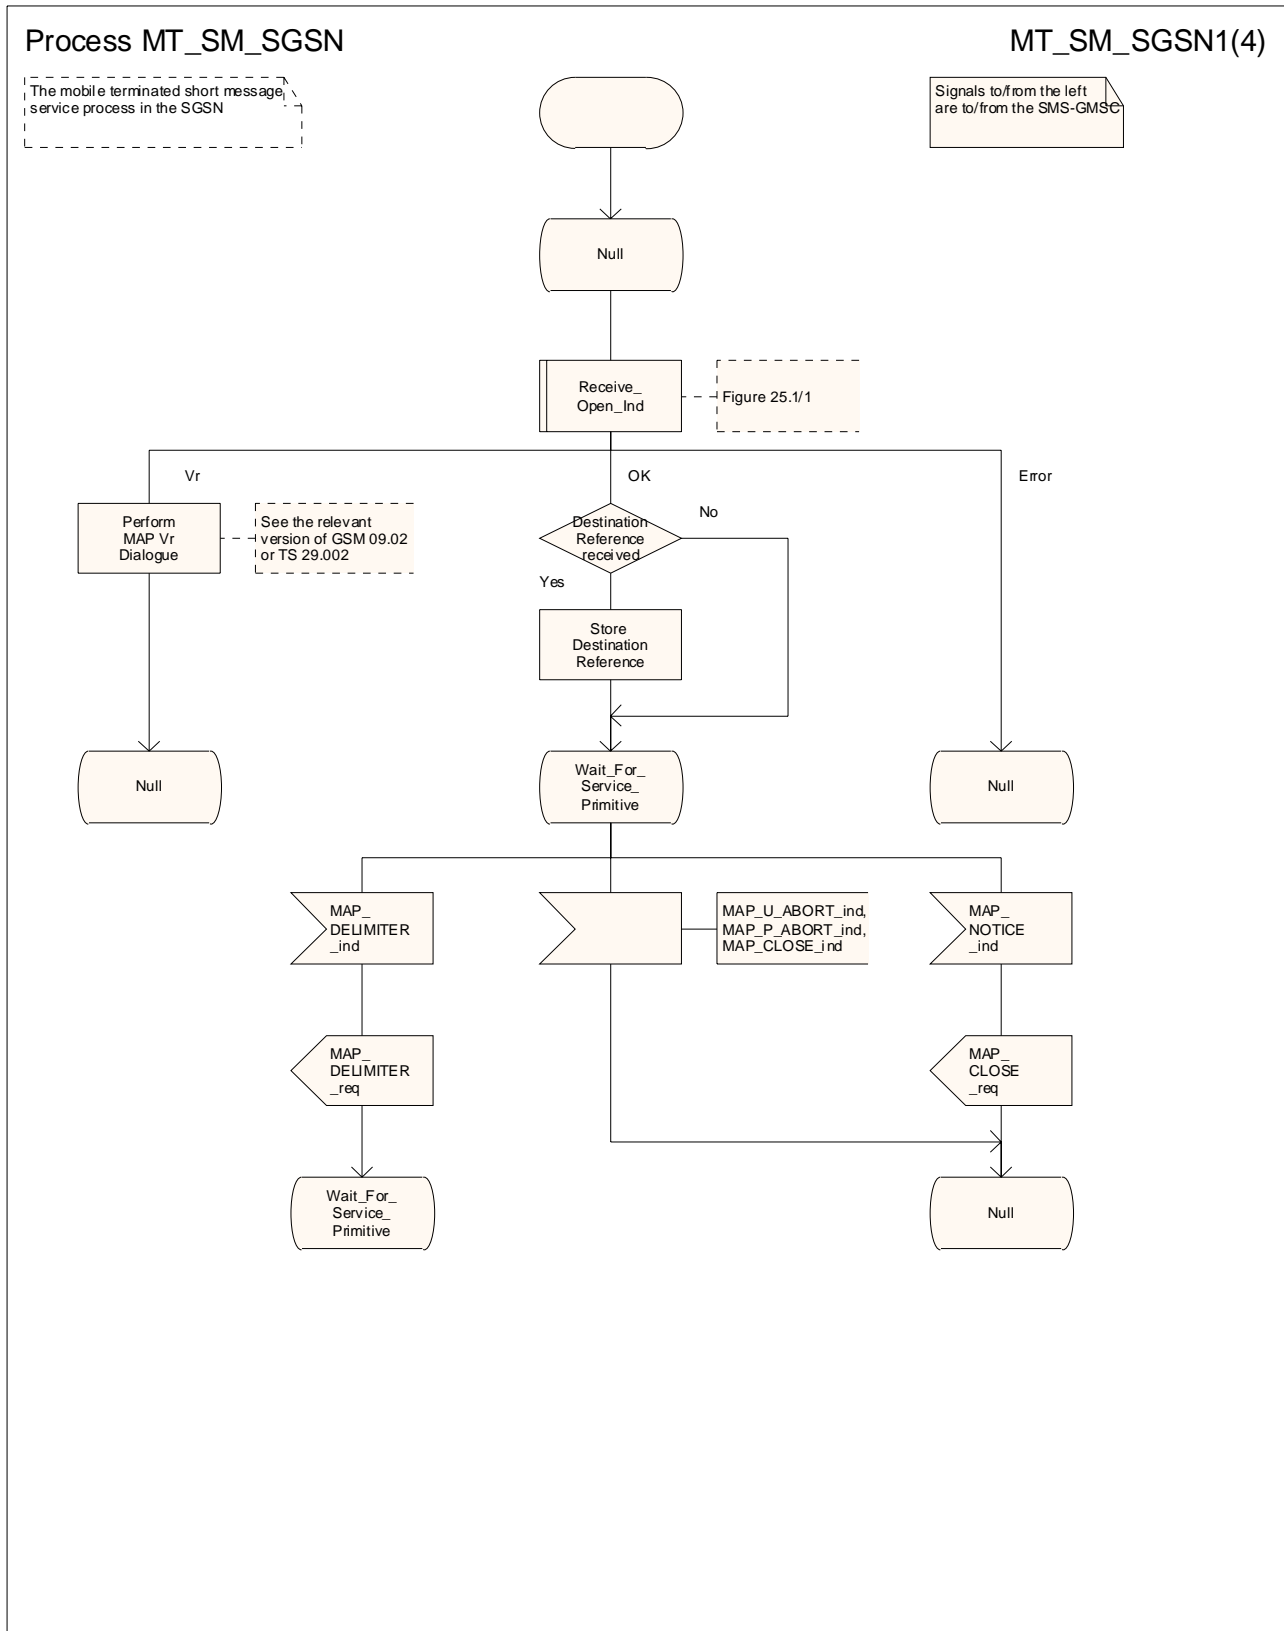 Process MT_SM_SGSN
MT_SM_SGSN1(4)
The mobile terminated short message
service process in the SGSN
Signals to/from the left
are to/from the SMS-GMSC
Null
Receive_
Open_Ind
Figure 25.1/1
Vr
OK
Error
Perform
MAP Vr
Dialogue
See the relevant
version of GSM 09.02
or TS 29.002
Destination
Reference
received
No
Yes
Store
Destination
Reference
Null
Wait_For_
Service_
Primitive
Null
MAP_
DELIMITER
_ind
MAP_U_ABORT_ind,
MAP_P_ABORT_ind,
MAP_CLOSE_ind
MAP_
NOTICE
_ind
MAP_
DELIMITER
_req
MAP_
CLOSE
_req
Wait_For_
Service_
Primitive
Null